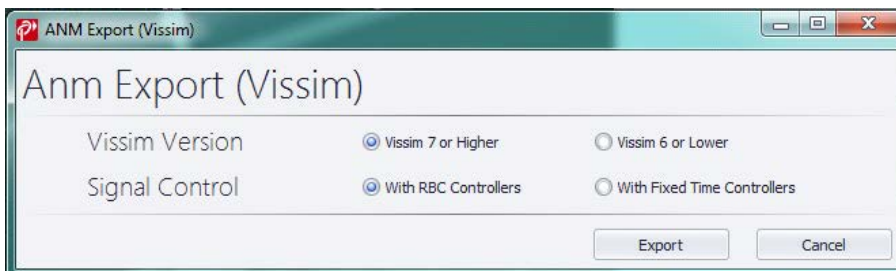 ANM Export (Vissim)
Anm Export (Vissim)
Vissim Version Vissim 7 or Higher Vissim 6 or Lower
Signal Control With RBC Controllers With Fixed Time Controllers
Export Cancel